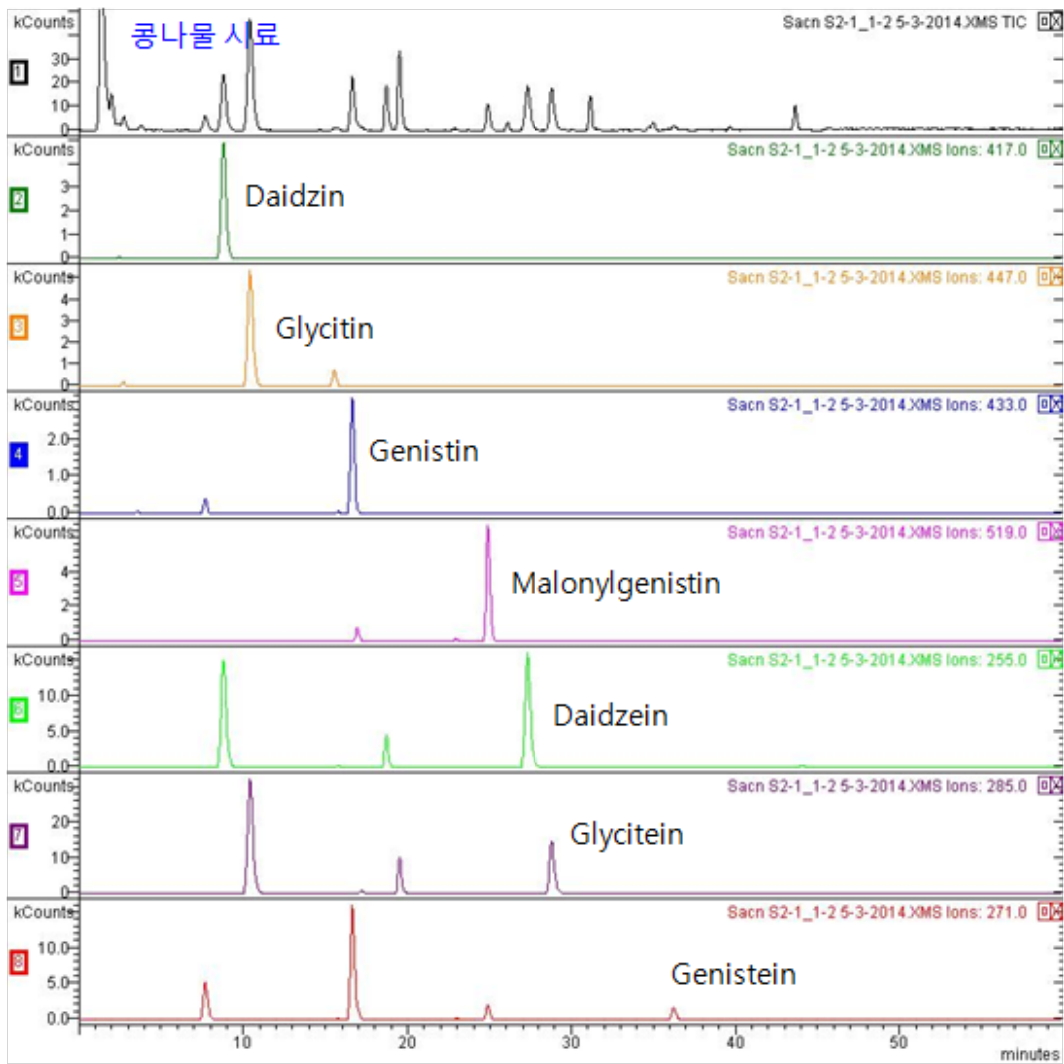 kCounts 콩나물 시료 Sacn S2-1_1-2 5-3-2014.XMS TIC
30
20
1
10
0
kCounts Sacn S2-1_1-2 5-3-2014.XMS Ions: 417.0
3
2 Daidzin
2
1
0
kCounts Sacn S2-1_1-2 5-3-2014.XMS Ions: 447.0
4
3
3 Glycitin
2
1
0
kCounts Sacn S2-1_1-2 5-3-2014.XMS Ions: 433.0
2.0
4 Genistin
1.0
0.0
kCounts Sacn S2-1_1-2 5-3-2014.XMS Ions: 519.0
4
5 Malonylgenistin
2
0
kCounts Sacn S2-1_1-2 5-3-2014.XMS Ions: 255.0
10.0
6 Daidzein
5.0
0.0
kCounts Sacn S2-1_1-2 5-3-2014.XMS Ions: 285.0
20
7 Glycitein
10
0
kCounts Sacn S2-1_1-2 5-3-2014.XMS Ions: 271.0
10.0
8 Genistein
5.0
0.0
10 20 30 40 50
minutes